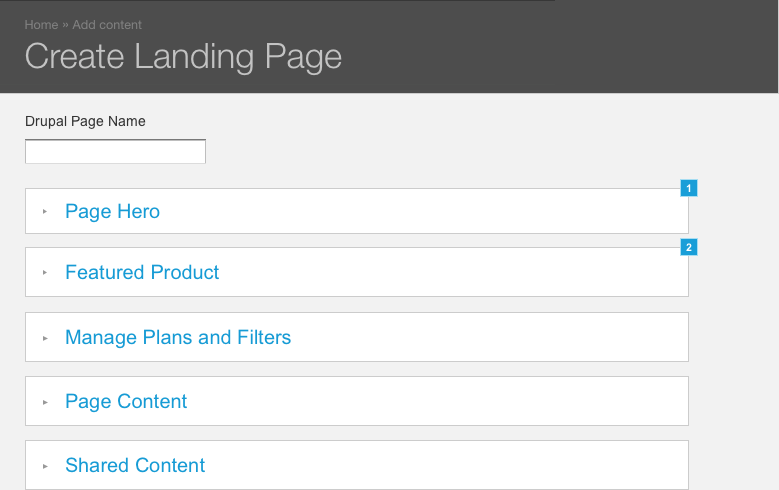 Home » Add content
Create Landing Page
Drupal Page Name
1
Page Hero
2
Featured Product
Manage Plans and Filters
Page Content
Shared Content